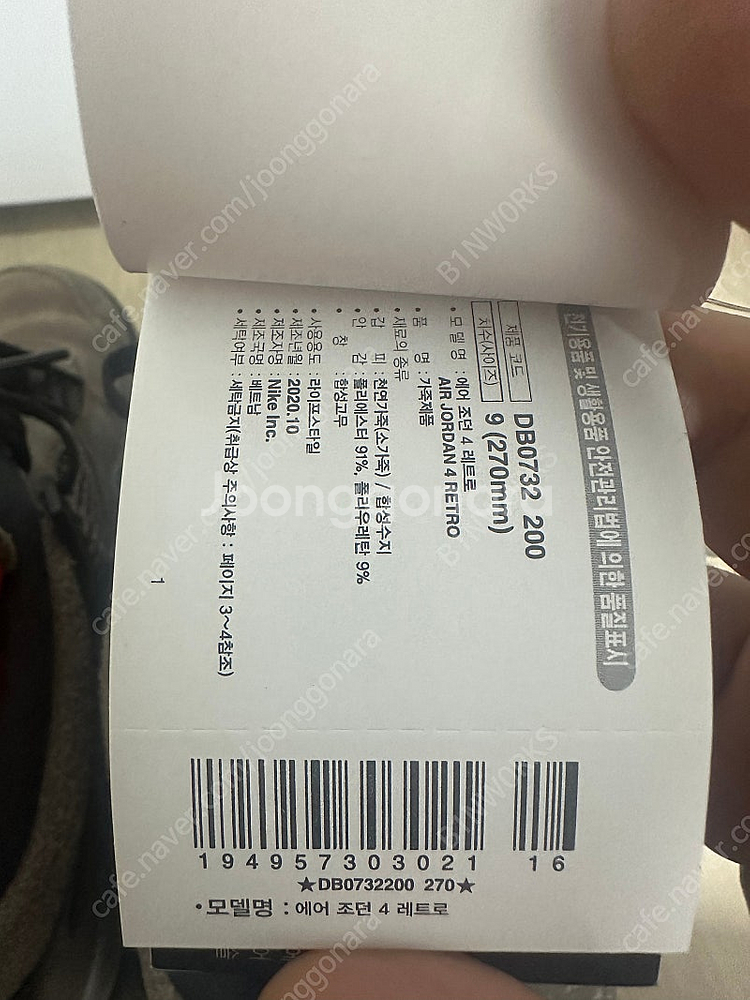 전기용품 및 생활용품 안전관리법에 의한 품질표시
제품 코드 DB0732 200
치수(사이즈) 9 (270mm)
• 모델명 : 에어 조던 4 레트로
AIR JORDAN 4 RETRO
• 품 명 : 가죽제품
• 재료의 종류
• 겉 피 : 천연가죽(소가죽) / 합성수지
• 안 감 : 폴리에스터 91%, 폴리우레탄 9%
• 창 : 합성고무
• 사용용도 : 라이프스타일
• 제조년월 : 2020.10
• 제조자명 : Nike Inc.
• 제조국명 : 베트남
• 세탁여부 : 세탁금지(취급상 주의사항 : 페이지 3~4참조)
1
194957303021 16
★DB0732200 270★
• 모델명 : 에어 조던 4 레트로
Joonggonara
cafe.naver.com/joonggonara
B1NWORKS